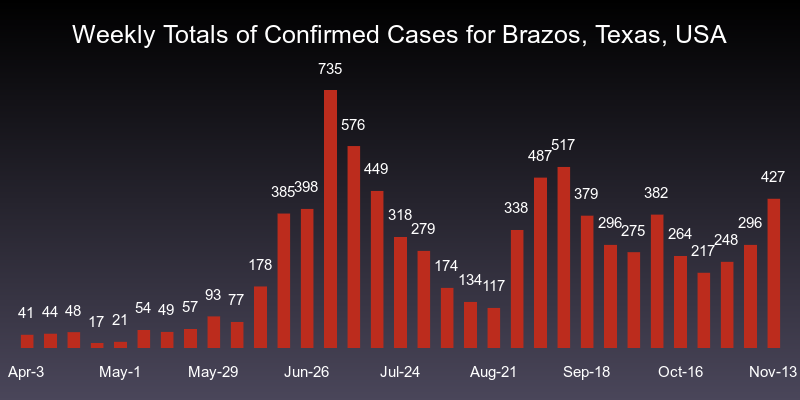 Weekly Totals of Confirmed Cases for Brazos, Texas, USA
41 44 48 17 21 54 49 57 93 77 178 385 398 735 576 449 318 279 174 134 117 338 487 517 379 296 275 382 264 217 248 296 427
Apr-3 May-1 May-29 Jun-26 Jul-24 Aug-21 Sep-18 Oct-16 Nov-13